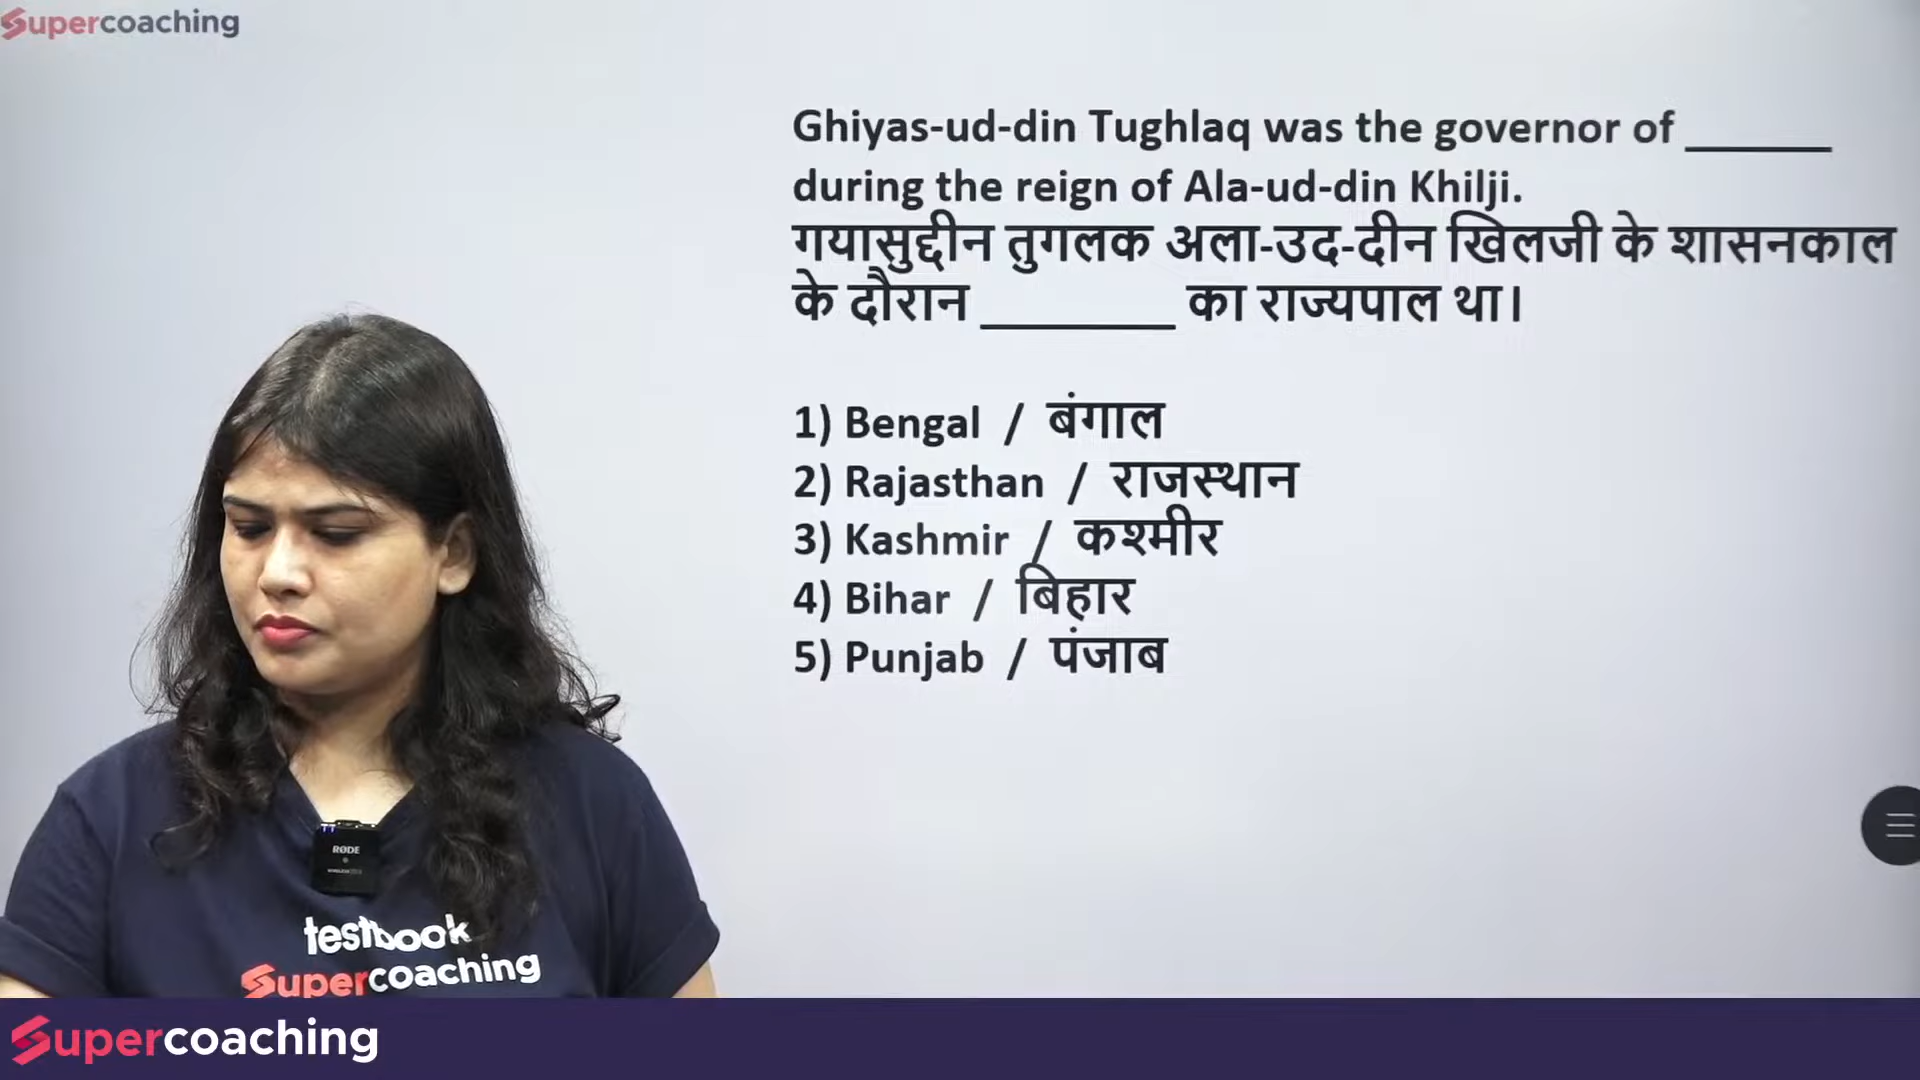 Supercoaching
Ghiyas-ud-din Tughlaq was the governor of ______
during the reign of Ala-ud-din Khilji.
गयासुद्दीन तुगलक अला-उद-दीन खिलजी के शासनकाल
के दौरान ________ का राज्यपाल था।
1) Bengal / बंगाल
2) Rajasthan / राजस्थान
3) Kashmir / कश्मीर
4) Bihar / बिहार
5) Punjab / पंजाब
RØDE
testbook
Supercoaching
Supercoaching